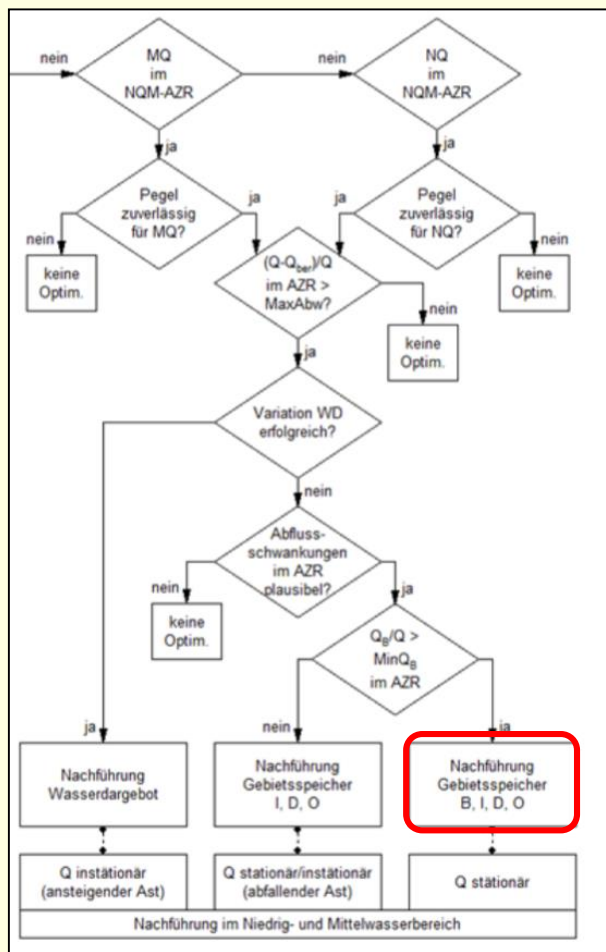 nein
MQ
im
NQM-AZR
nein
NQ
im
NQM-AZR
ja
ja
Pegel
zuverlässig
für MQ?
ja
ja
Pegel
zuverlässig
für NQ?
nein
nein
keine
Optim.
(Q-Qber)/Q
im AZR >
MaxAbw?
nein
keine
Optim.
keine
Optim.
ja
Variation WD
erfolgreich?
nein
Abfluss-
schwankungen
im AZR
plausibel?
nein
ja
keine
Optim.
QB/Q >
MinQB
im AZR
ja
nein
ja
Nachführung
Wasserdargebot
Nachführung
Gebietsspeicher
I, D, O
Nachführung
Gebietsspeicher
B, I, D, O
Q instätionär
(ansteigender Ast)
Q stationär/instätionär
(abfallender Ast)
Q stätionär
Nachführung im Niedrig- und Mittelwasserbereich